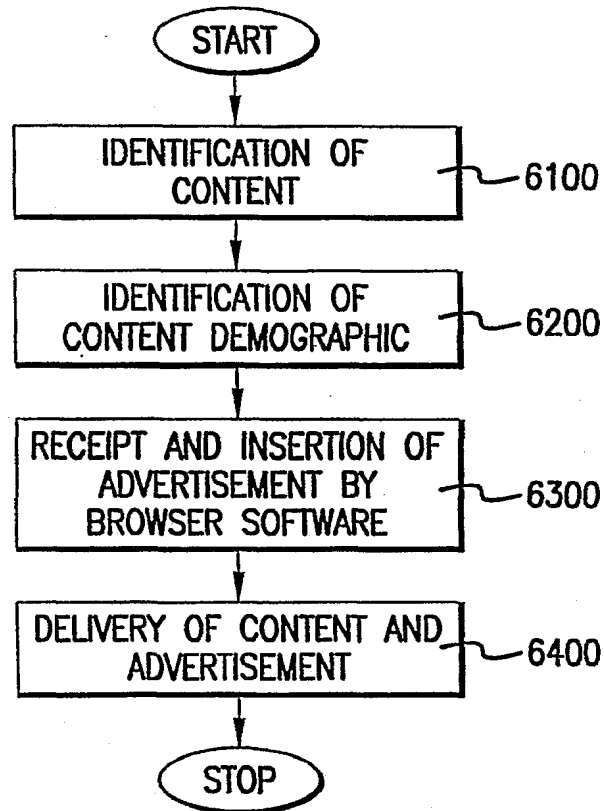 START
IDENTIFICATION OF
CONTENT
6100
IDENTIFICATION OF
CONTENT DEMOGRAPHIC
6200
RECEIPT AND INSERTION OF
ADVERTISEMENT BY
BROWSER SOFTWARE
6300
DELIVERY OF CONTENT AND
ADVERTISEMENT
6400
STOP